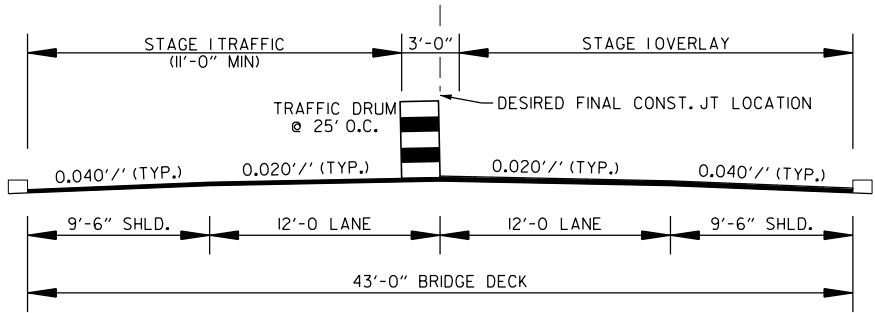 STAGE 1 TRAFFIC
(11'-0" MIN)
3'-0"
STAGE 1 OVERLAY
TRAFFIC DRUM
@ 25' O.C.
DESIRED FINAL CONST. JT LOCATION
0.040'/' (TYP.)
0.020'/' (TYP.)
0.020'/' (TYP.)
0.040'/' (TYP.)
9'-6" SHLD.
12'-0 LANE
12'-0 LANE
9'-6" SHLD.
43'-0" BRIDGE DECK